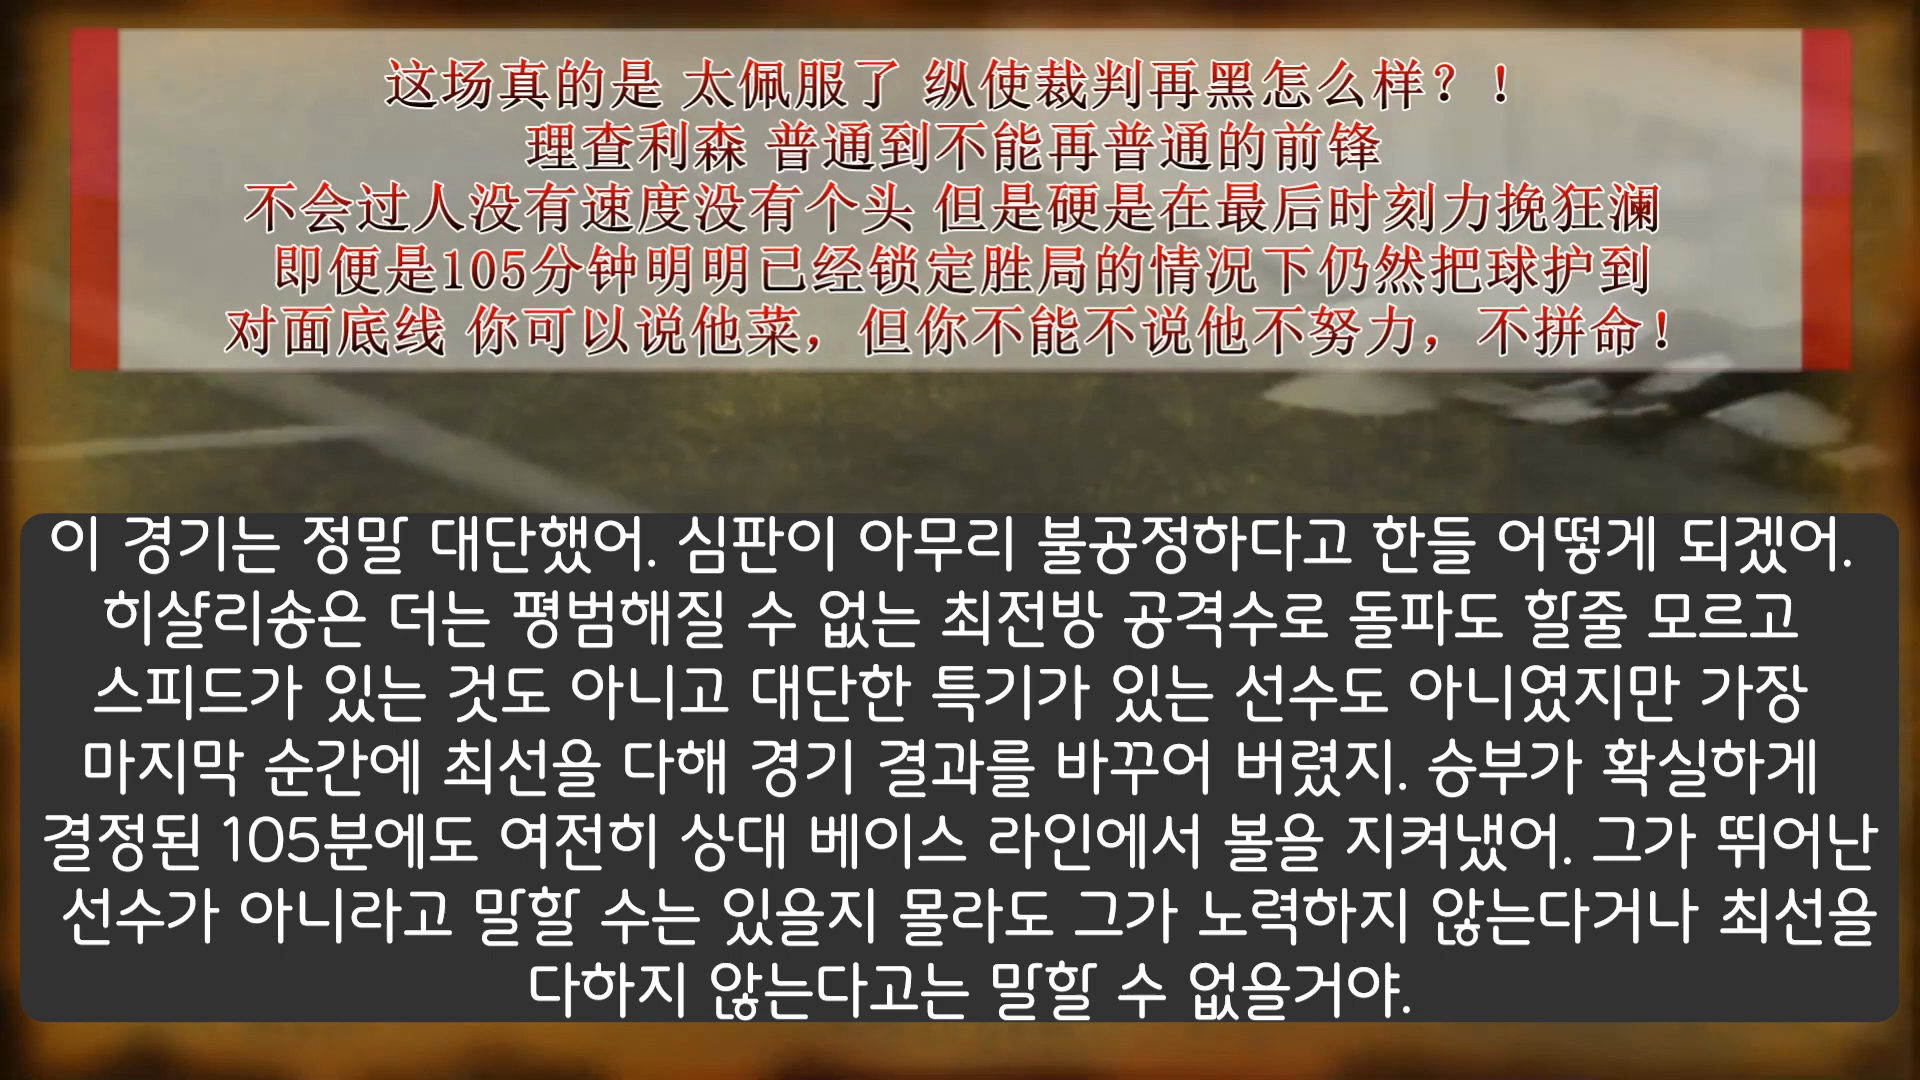 这场真的是 太佩服了 纵使裁判再黑怎么样？！
理查利森 普通到不能再普通的前锋
不会过人没有速度没有个头 但是硬是在最后时刻力挽狂澜
即便是105分钟明明已经锁定胜局的情况下仍然把球护到
对面底线 你可以说他菜，但你不能不说他不努力，不拼命！
이 경기는 정말 대단했어. 심판이 아무리 불공정하다고 한들 어떻게 되겠어.
히샬리송은 더는 평범해질 수 없는 최전방 공격수로 돌파도 할줄 모르고
스피드가 있는 것도 아니고 대단한 특기가 있는 선수도 아니였지만 가장
마지막 순간에 최선을 다해 경기 결과를 바꾸어 버렸지. 승부가 확실하게
결정된 105분에도 여전히 상대 베이스 라인에서 볼을 지켜냈어. 그가 뛰어난
선수가 아니라고 말할 수는 있을지 몰라도 그가 노력하지 않는다거나 최선을
다하지 않는다고는 말할 수 없을거야.